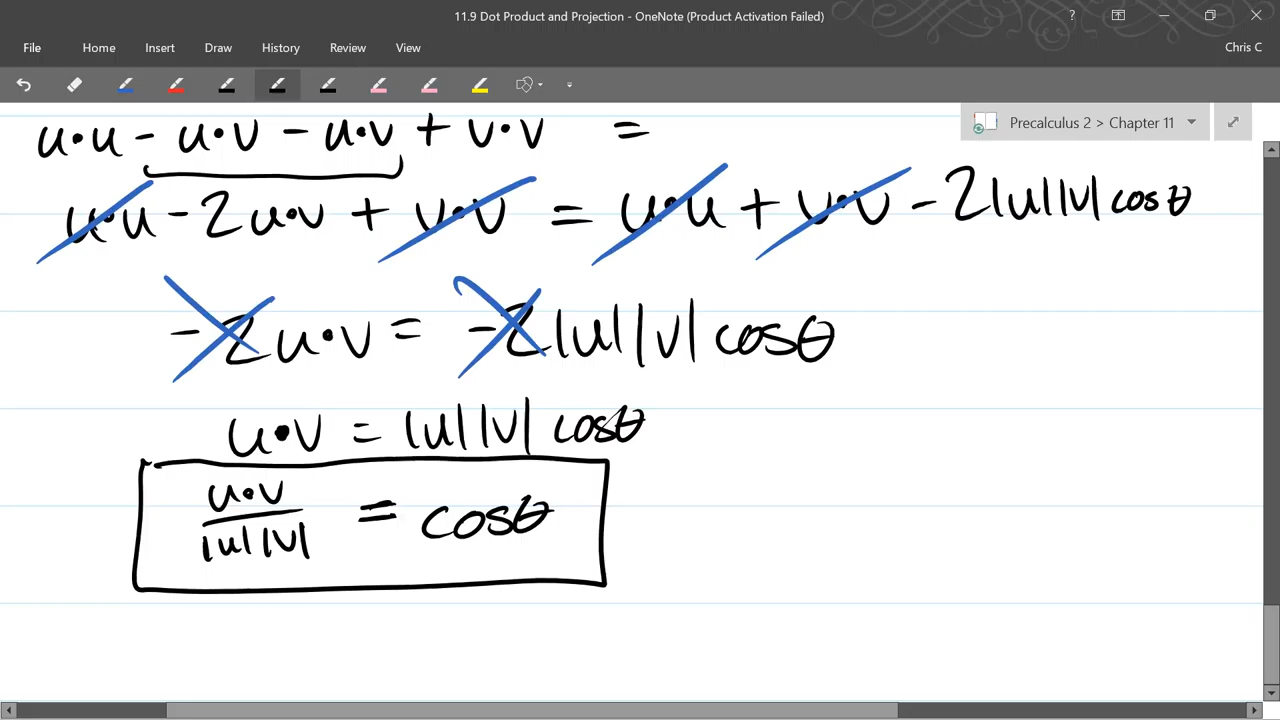 11.9 Dot Product and Projection - OneNote (Product Activation Failed)
?
File Home Insert Draw History Review View
Chris C
Precalculus 2 > Chapter 11
u•u - u•v - u•v + v•v =
u•u - 2u•v + v•v = u•u + v•v - 2|u||v| cosθ
-2u•v = -2|u||v| cosθ
u•v = |u||v| cosθ
u•v
= cosθ
|u||v|